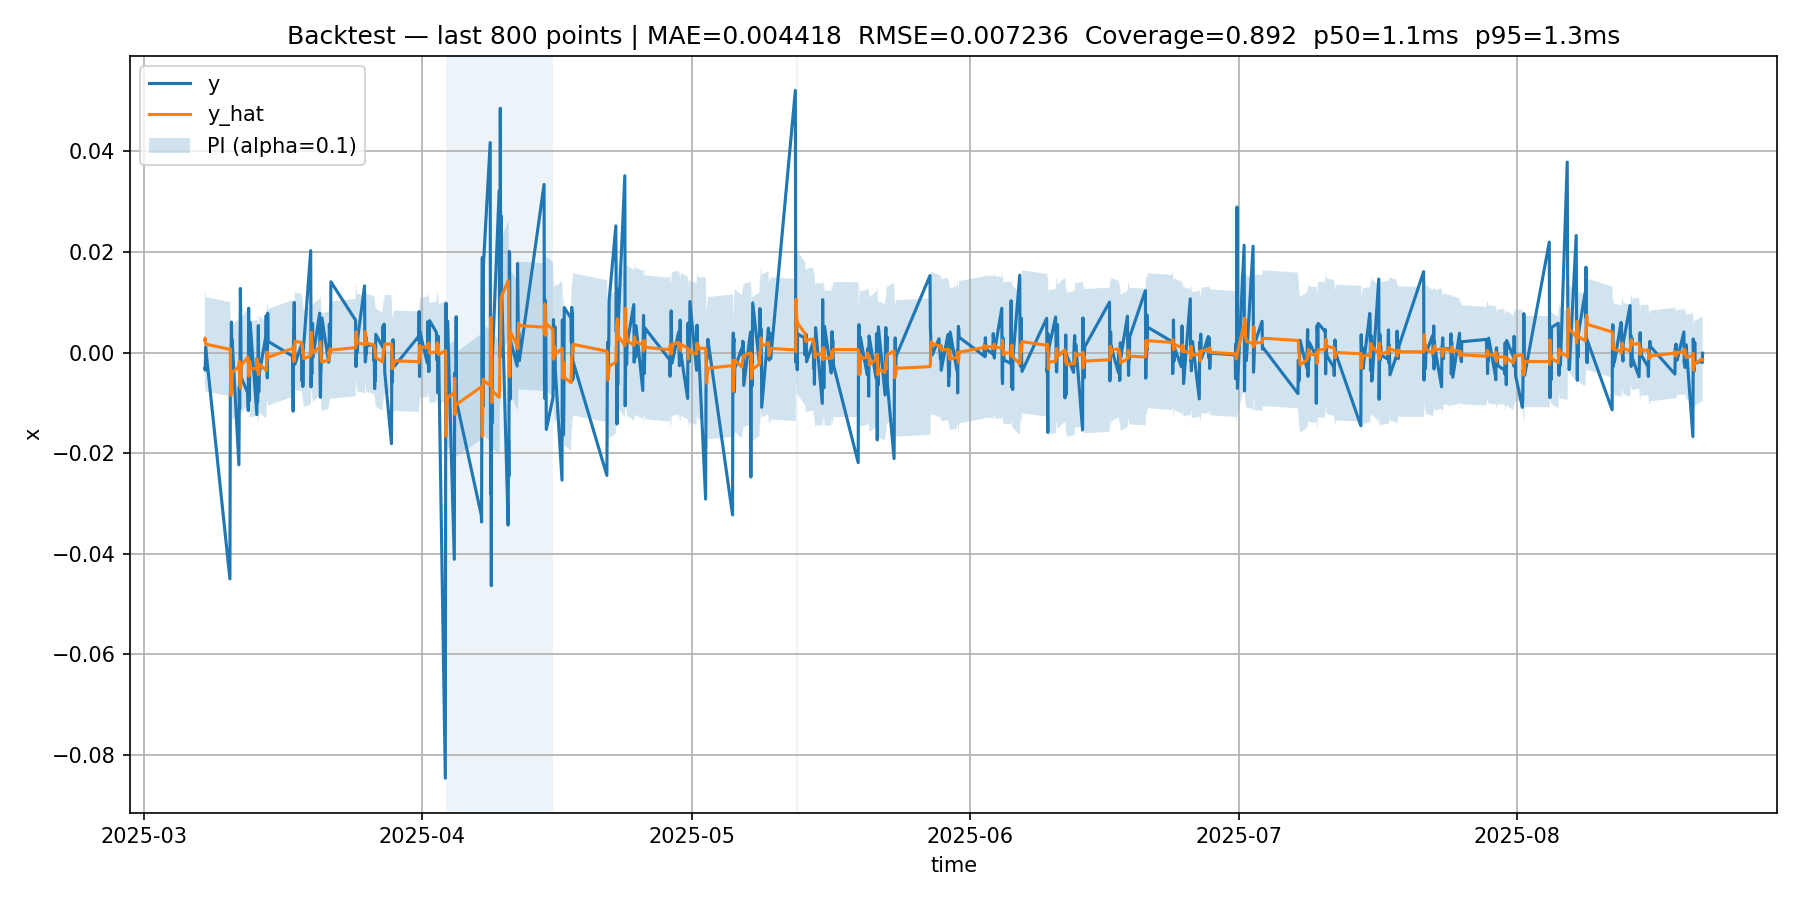 Backtest — last 800 points | MAE=0.004418 RMSE=0.007236 Coverage=0.892 p50=1.1ms p95=1.3ms
y
y_hat
PI (alpha=0.1)
0.04
0.02
0.00
−0.02
−0.04
−0.06
−0.08
x
2025-03
2025-04
2025-05
2025-06
2025-07
2025-08
time